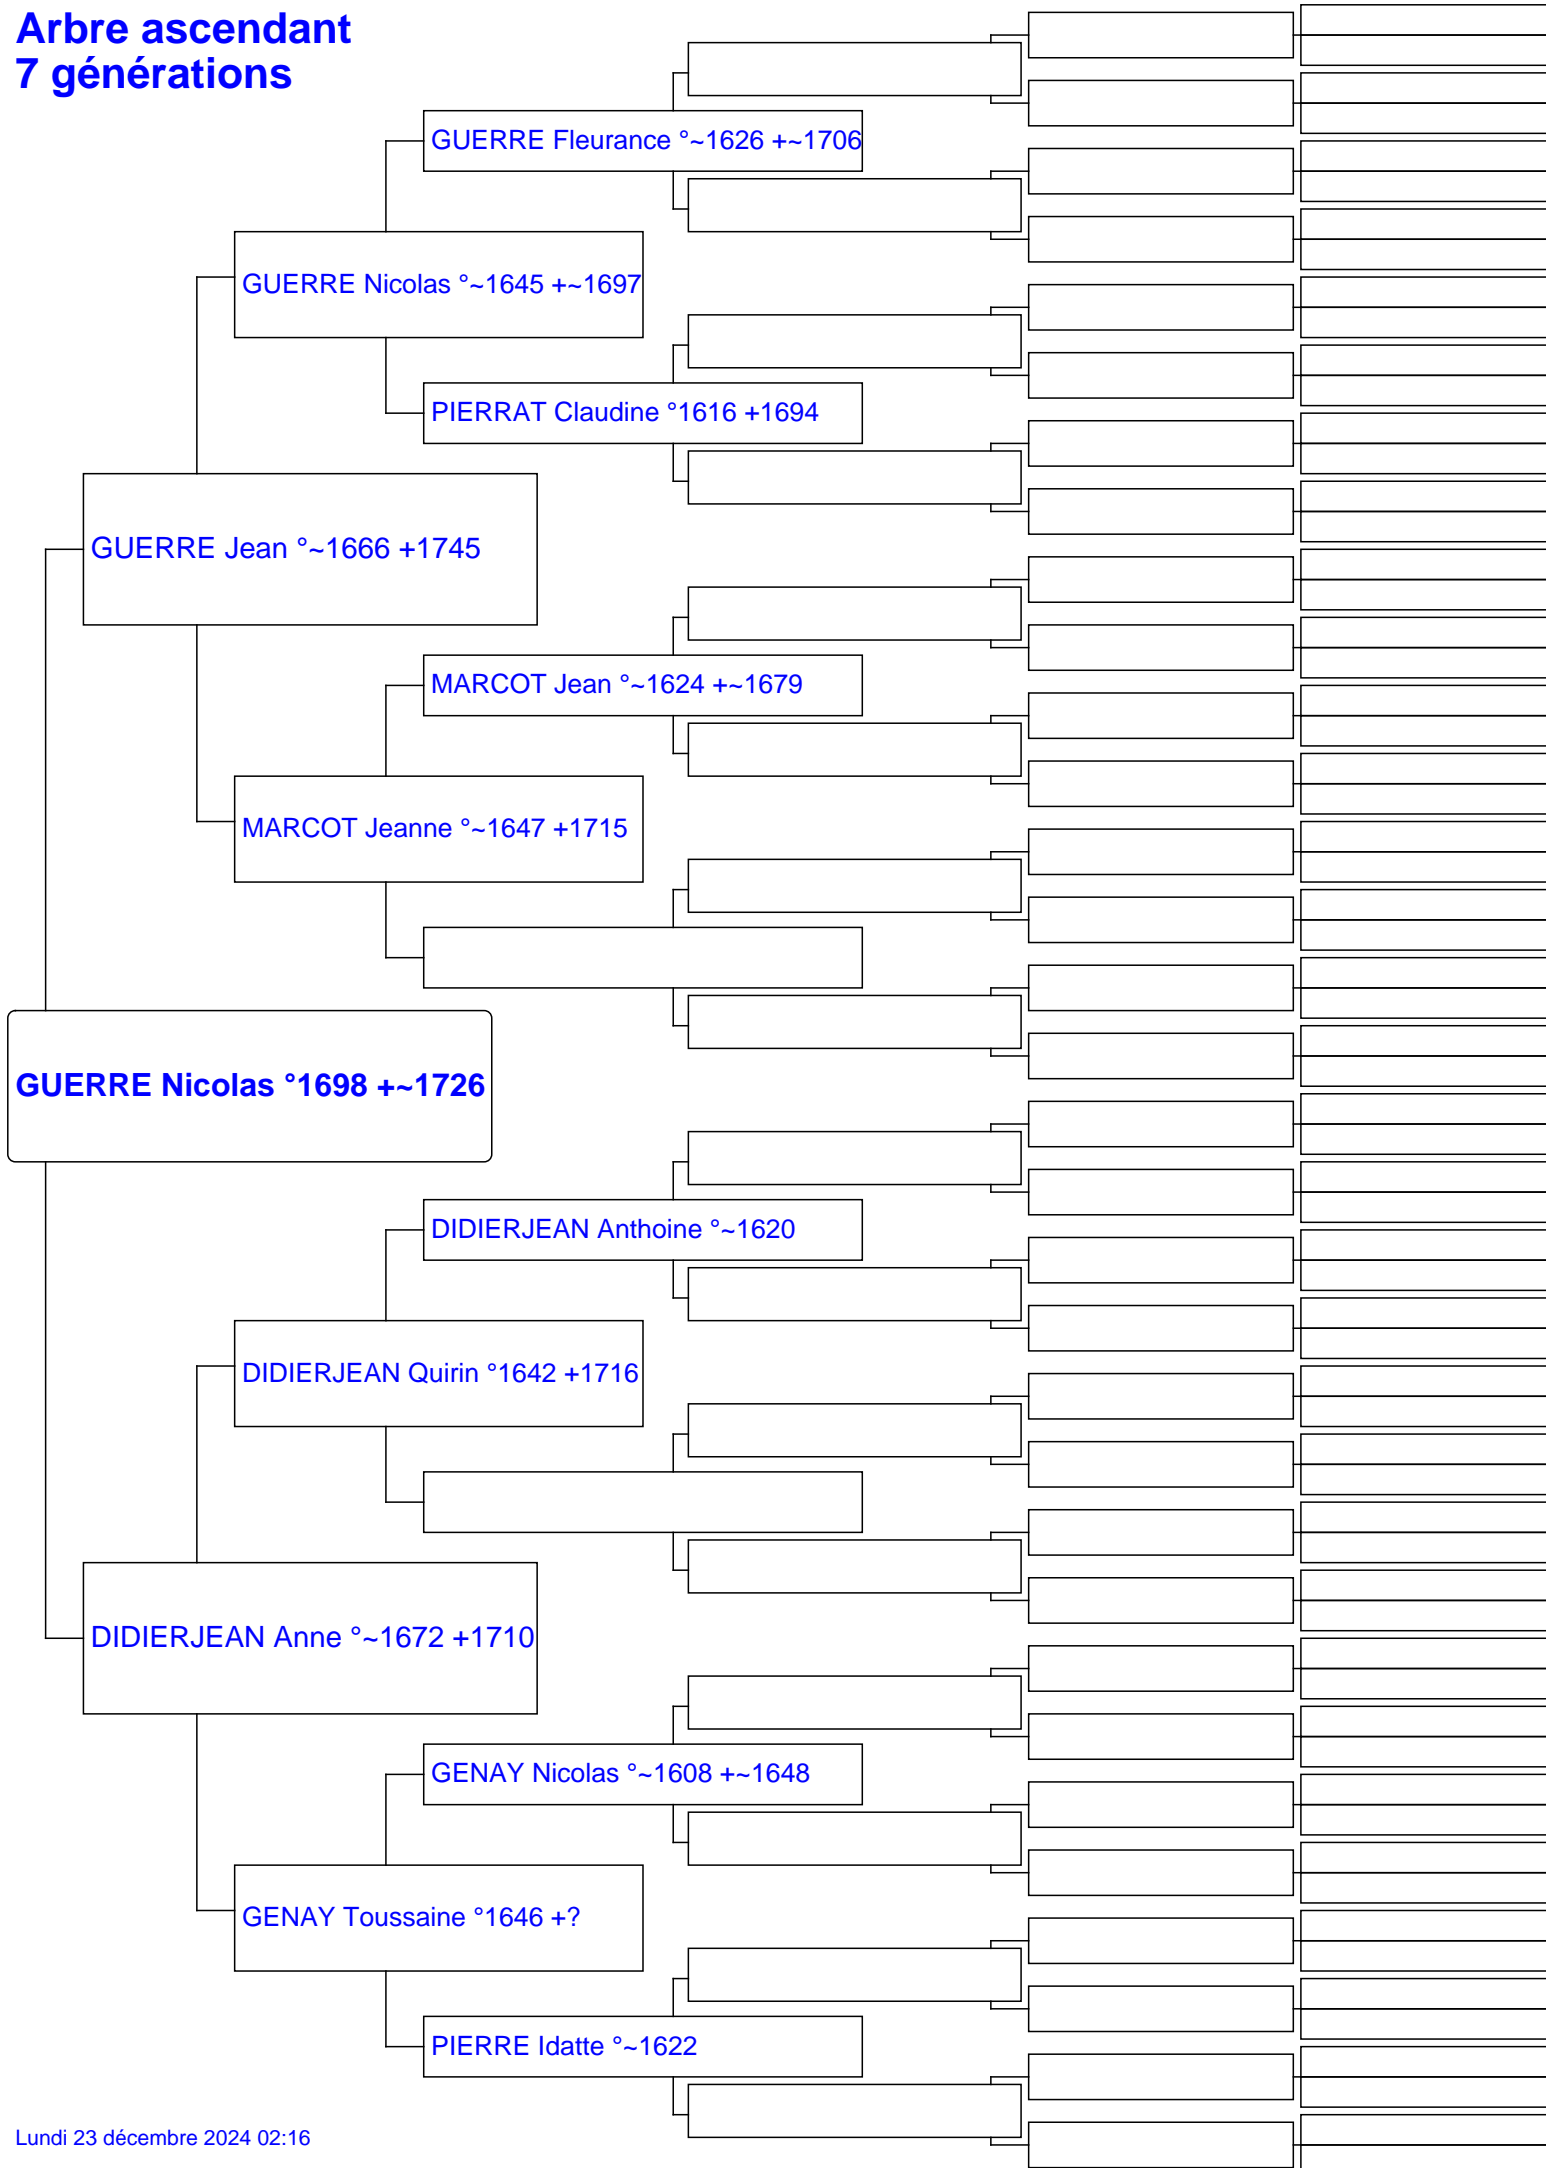 Arbre ascendant
7 générations
GUERRE Fleurance °~1626 +~1706
GUERRE Nicolas °~1645 +~1697
PIERRAT Claudine °1616 +1694
GUERRE Jean °~1666 +1745
MARCOT Jean °~1624 +~1679
MARCOT Jeanne °~1647 +1715
GUERRE Nicolas °1698 +~1726
DIDIERJEAN Anthoine °~1620
DIDIERJEAN Quirin °1642 +1716
DIDIERJEAN Anne °~1672 +1710
GENAY Nicolas °~1608 +~1648
GENAY Toussaine °1646 +?
PIERRE Idatte °~1622
Lundi 23 décembre 2024 02:16